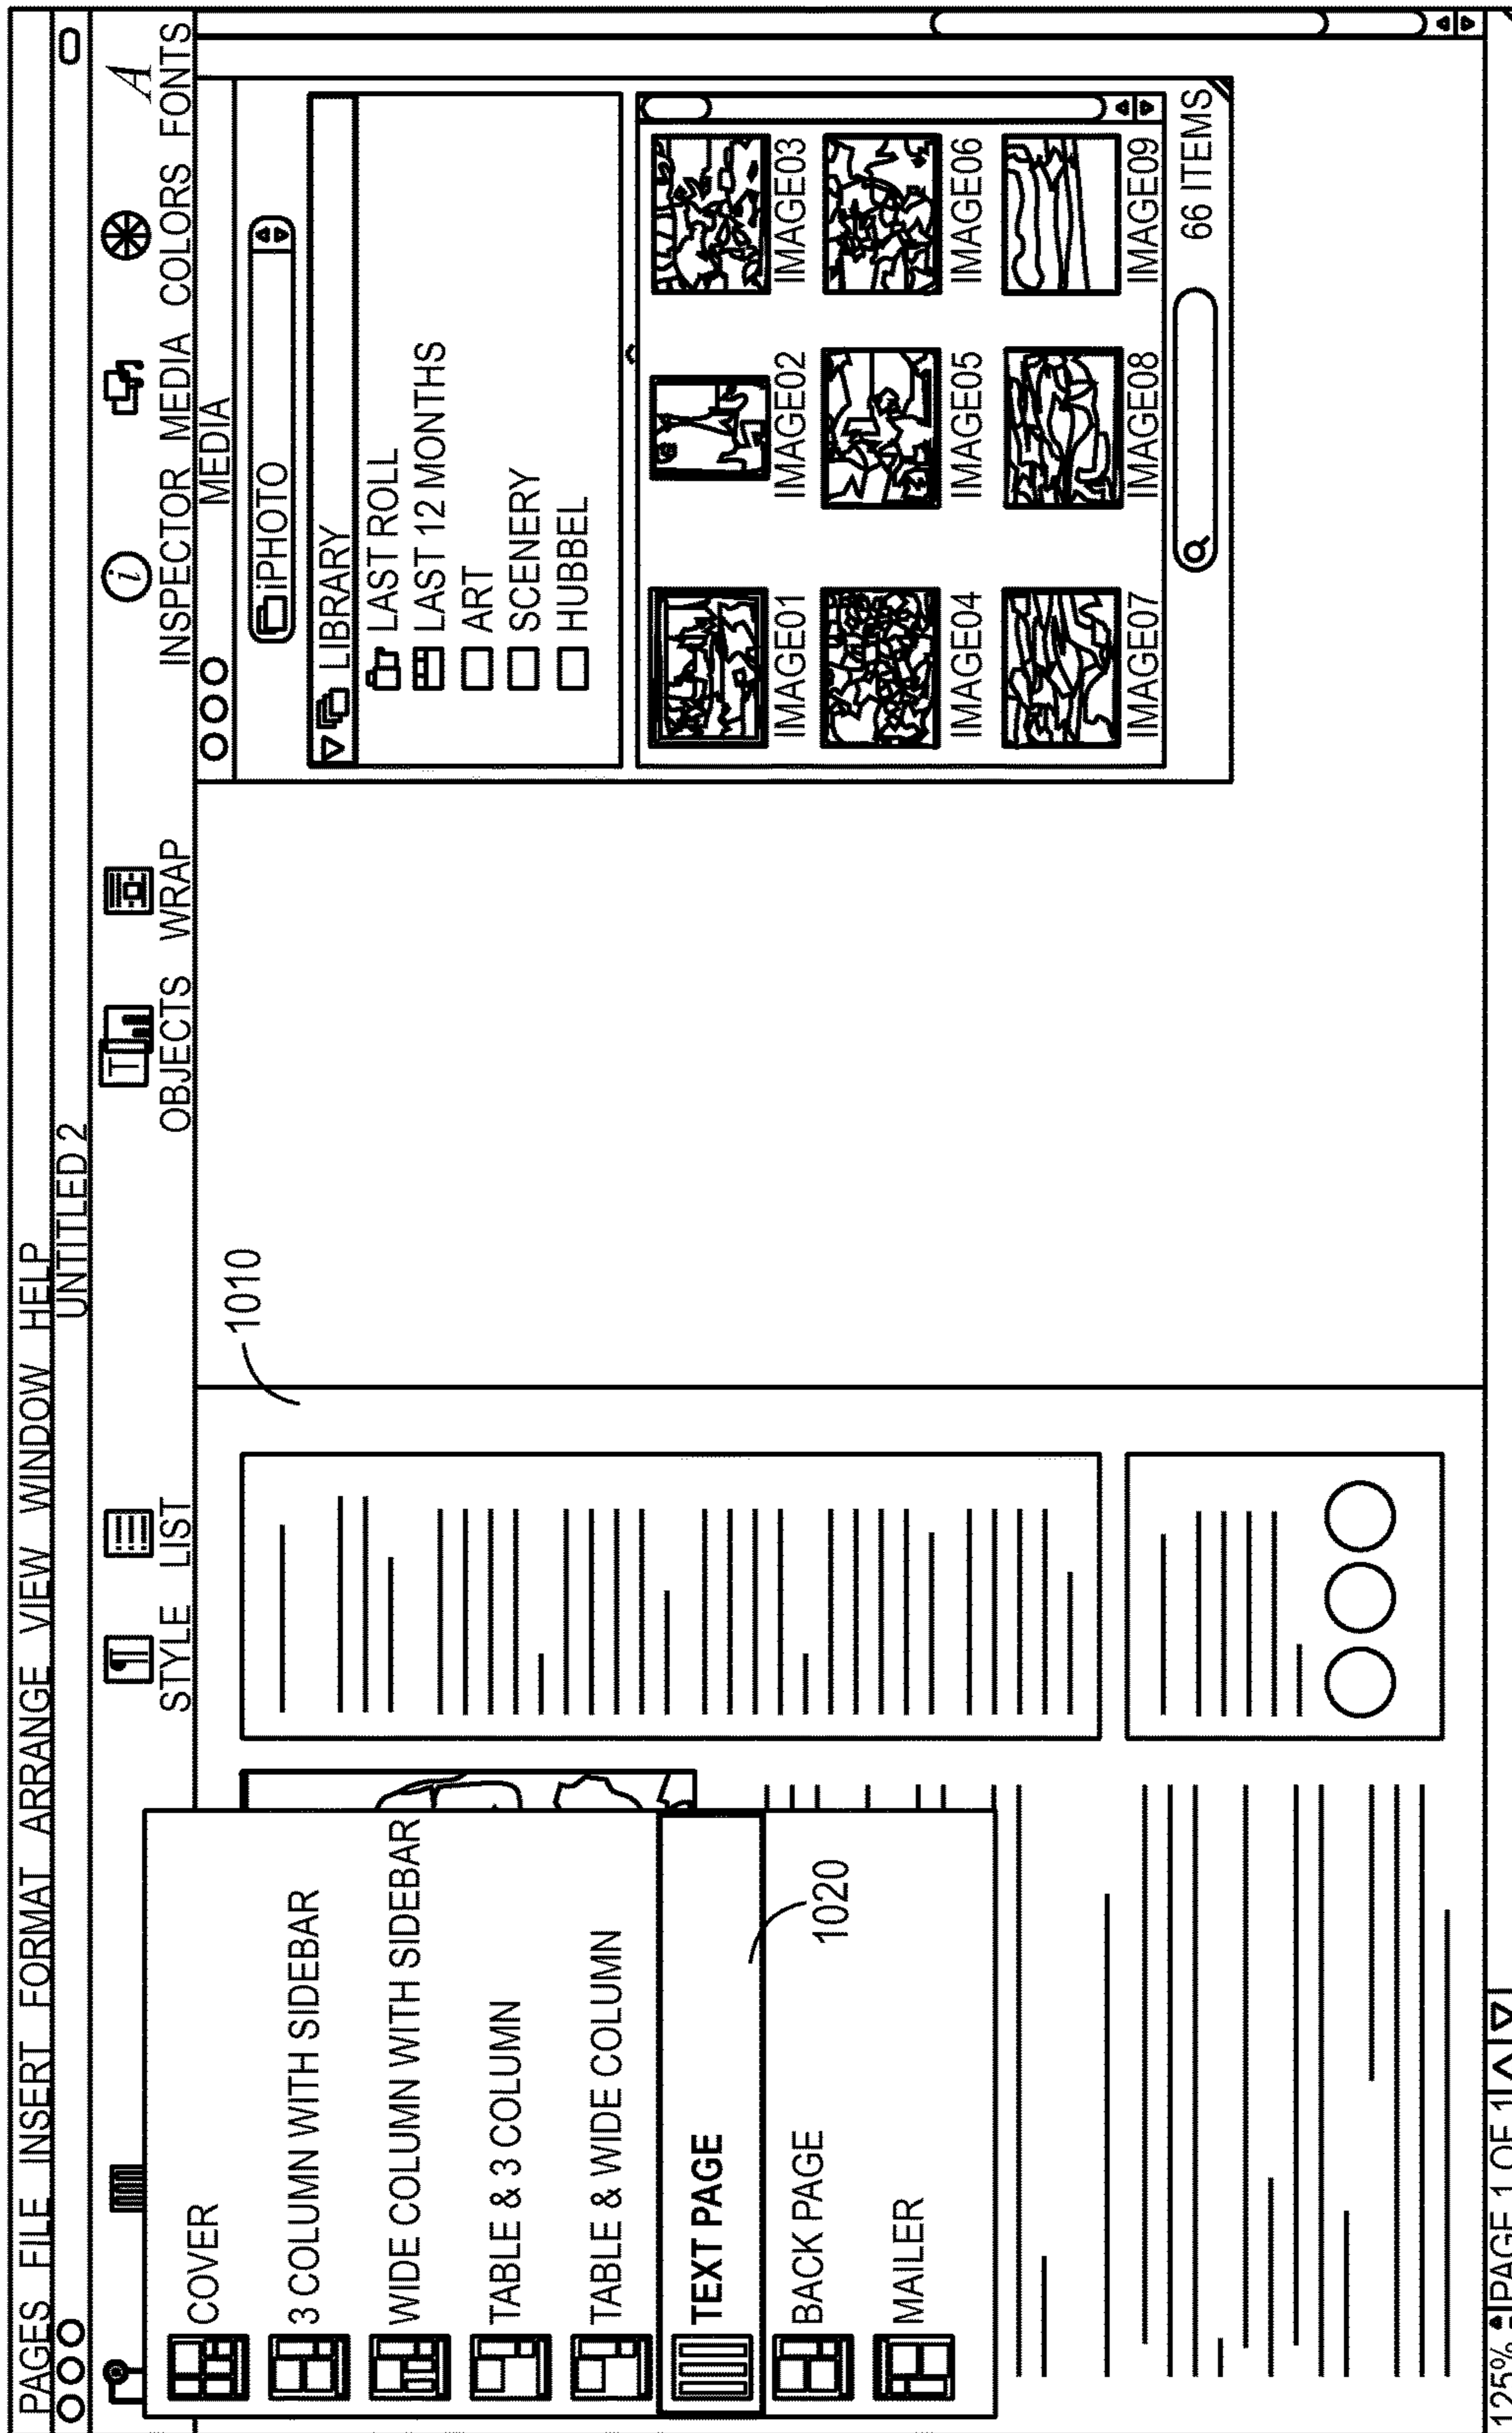 PAGES FILE INSERT FORMAT ARRANGE VIEW WINDOW HELP
UNTITLED 2
STYLE LIST OBJECTS WRAP INSPECTOR MEDIA COLORS FONTS
COVER
3 COLUMN WITH SIDEBAR
WIDE COLUMN WITH SIDEBAR
TABLE & 3 COLUMN
TABLE & WIDE COLUMN
TEXT PAGE
BACK PAGE
MAILER
1020
1010
MEDIA
iPHOTO
LIBRARY
LAST ROLL
LAST 12 MONTHS
ART
SCENERY
HUBBEL
IMAGE01 IMAGE02 IMAGE03
IMAGE04 IMAGE05 IMAGE06
IMAGE07 IMAGE08 IMAGE09
66 ITEMS
125% PAGE 1 OF 1